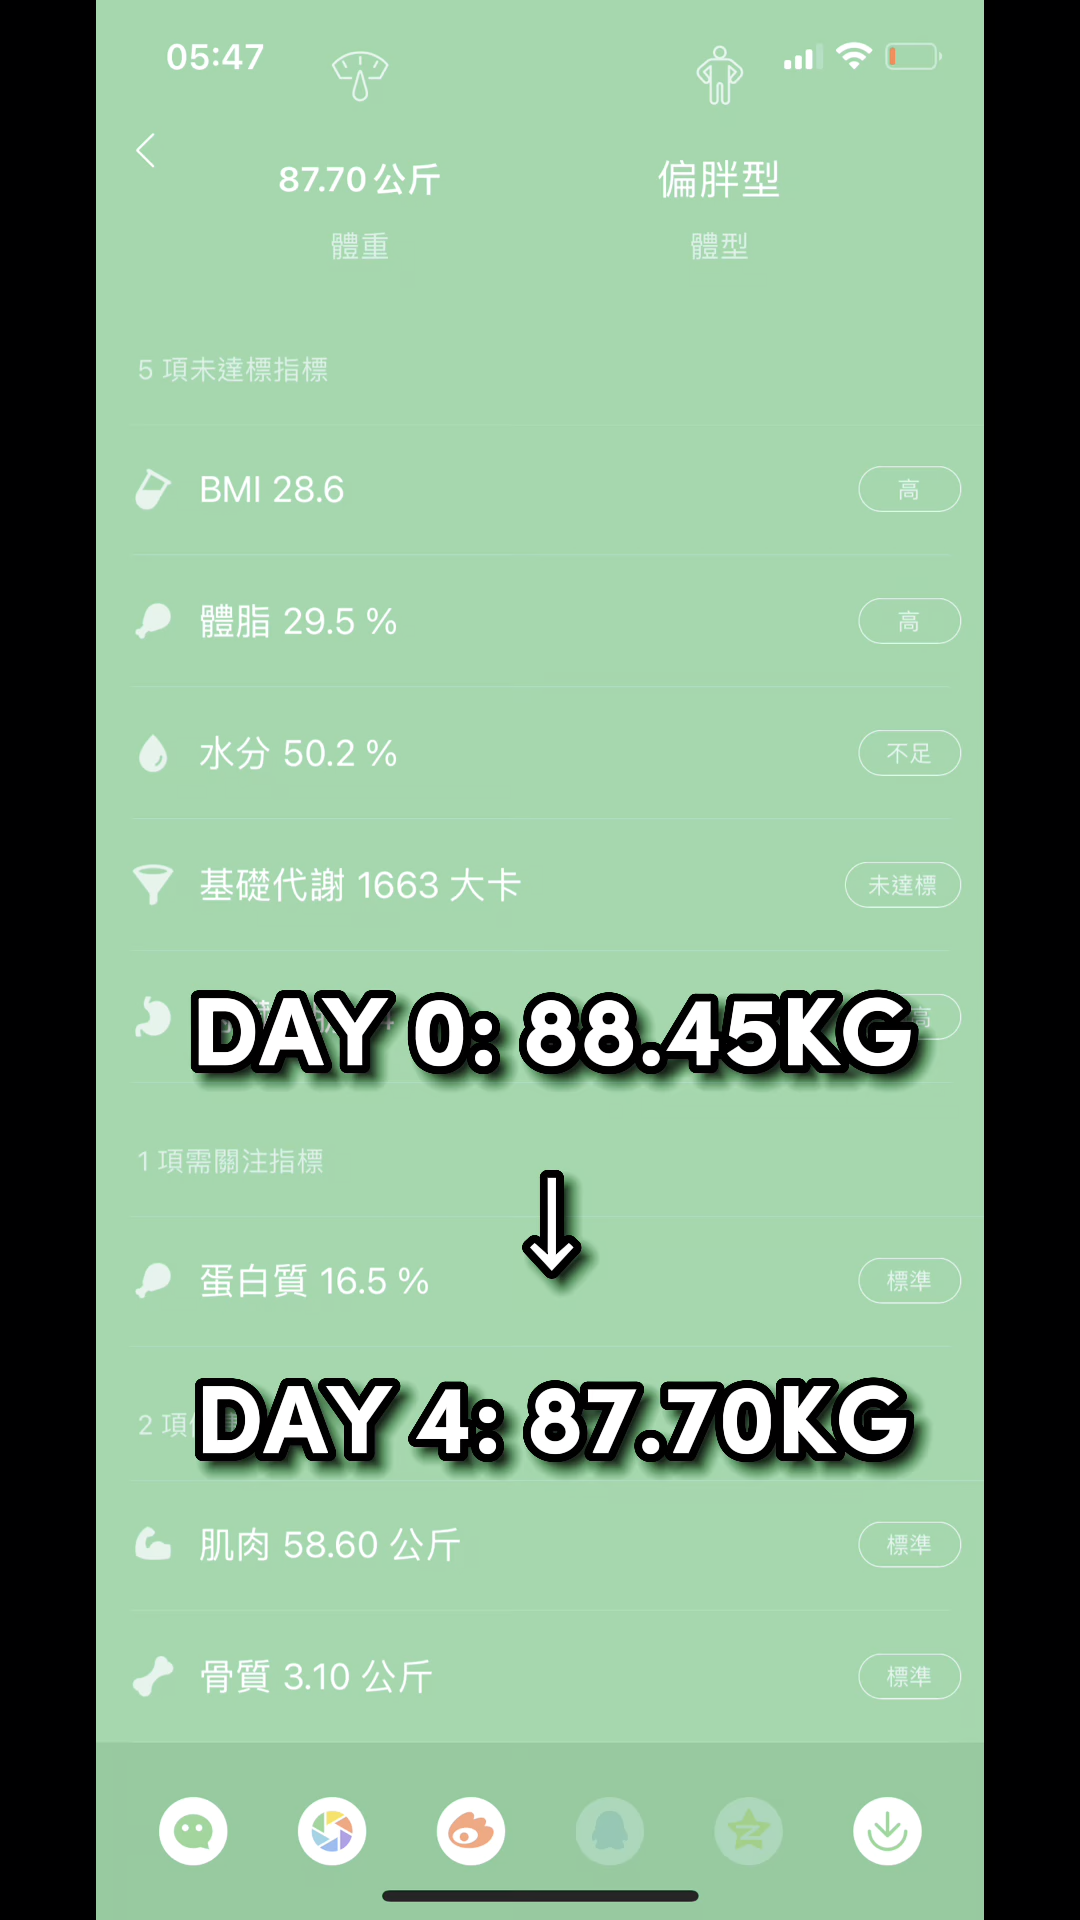 05:47
87.70 公斤
偏胖型
體重
體型
5 項未達標指標
BMI 28.6
高
體脂 29.5 %
高
水分 50.2 %
不足
基礎代謝 1663 大卡
未達標
高
DAY 0: 88.45KG
1 項需關注指標
↓
蛋白質 16.5 %
標準
2 項
DAY 4: 87.70KG
肌肉 58.60 公斤
標準
骨質 3.10 公斤
標準